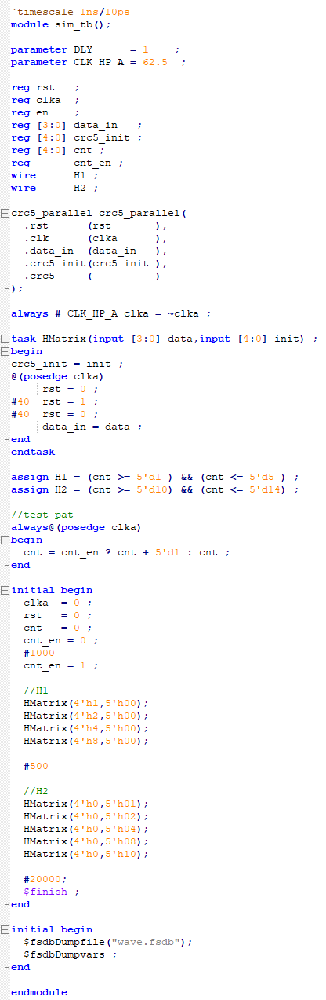 `timescale 1ns/10ps
module sim_tb();
parameter DLY      = 1    ;
parameter CLK_HP_A = 62.5  ;
reg rst   ;
reg clka  ;
reg en    ;
reg [3:0] data_in   ;
reg [4:0] crc5_init ;
reg [4:0] cnt ;
reg       cnt_en ;
wire      H1 ;
wire      H2 ;
crc5_parallel crc5_parallel(
  .rst      (rst       ),
  .clk      (clka      ),
  .data_in  (data_in   ),
  .crc5_init(crc5_init ),
  .crc5     (          )
);
always # CLK_HP_A clka = ~clka ;
task HMatrix(input [3:0] data,input [4:0] init) ;
begin
crc5_init = init ;
@(posedge clka)
     rst = 0 ;
#40  rst = 1 ;
#40  rst = 0 ;
     data_in = data ;
end
endtask
assign H1 = (cnt >= 5'd1 ) && (cnt <= 5'd5 ) ;
assign H2 = (cnt >= 5'd10) && (cnt <= 5'd14) ;
//test pat
always@(posedge clka)
begin
  cnt = cnt_en ? cnt + 5'd1 : cnt ;
end
initial begin
  clka  = 0 ;
  rst   = 0 ;
  cnt   = 0 ;
  cnt_en = 0 ;
  #1000
  cnt_en = 1 ;
  //H1
  HMatrix(4'h1,5'h00);
  HMatrix(4'h2,5'h00);
  HMatrix(4'h4,5'h00);
  HMatrix(4'h8,5'h00);
  #500
  //H2
  HMatrix(4'h0,5'h01);
  HMatrix(4'h0,5'h02);
  HMatrix(4'h0,5'h04);
  HMatrix(4'h0,5'h08);
  HMatrix(4'h0,5'h10);
  #20000;
  $finish ;
end
initial begin
  $fsdbDumpfile("wave.fsdb");
  $fsdbDumpvars ;
end
endmodule